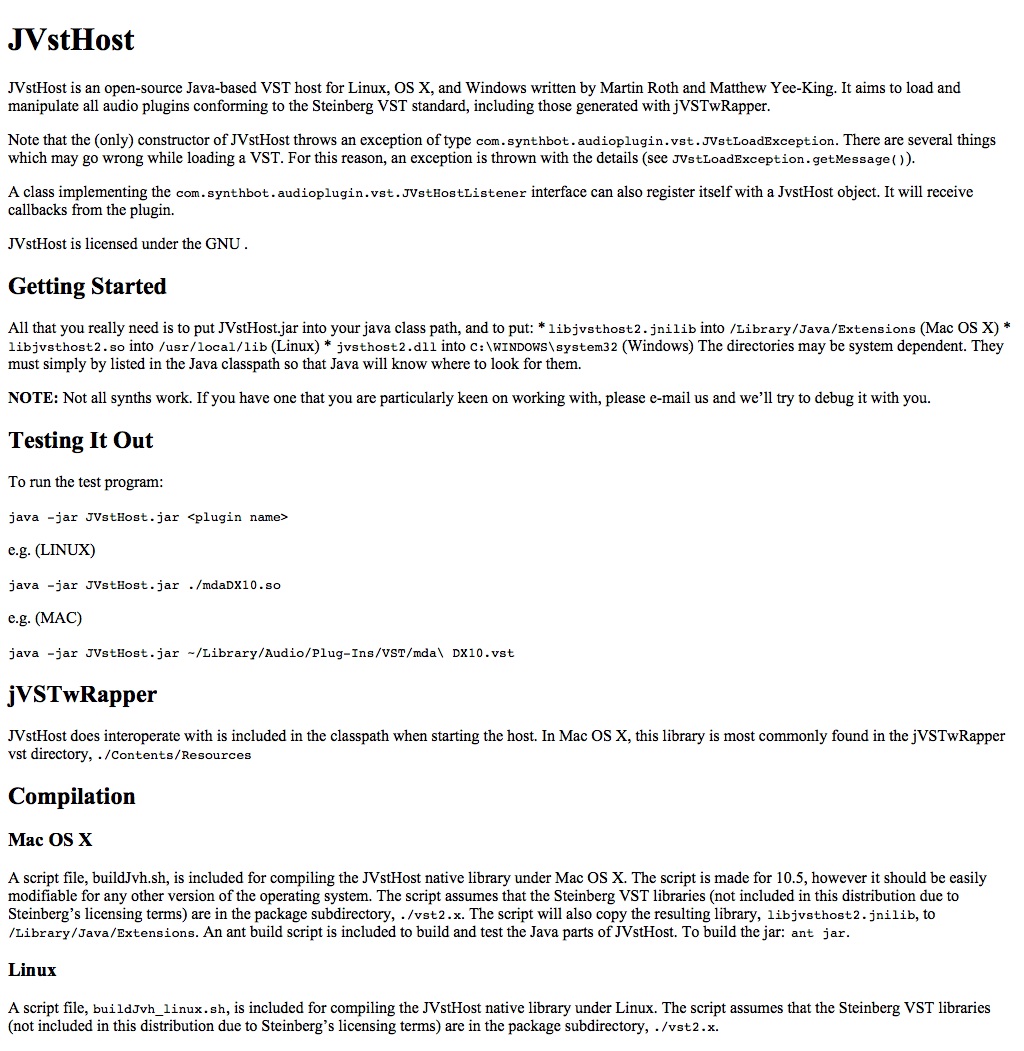 JVstHost
JVstHost is an open-source Java-based VST host for Linux, OS X, and Windows written by Martin Roth and Matthew Yee-King. It aims to load and
manipulate all audio plugins conforming to the Steinberg VST standard, including those generated with jVSTwRapper.
Note that the (only) constructor of JVstHost throws an exception of type com.synthbot.audioplugin.vst.JVstLoadException. There are several things
which may go wrong while loading a VST. For this reason, an exception is thrown with the details (see JVstLoadException.getMessage()).
A class implementing the com.synthbot.audioplugin.vst.JVstHostListener interface can also register itself with a JvstHost object. It will receive
callbacks from the plugin.
JVstHost is licensed under the GNU .
Getting Started
All that you really need is to put JVstHost.jar into your java class path, and to put: * libjvsthost2.jnilib into /Library/Java/Extensions (Mac OS X) *
libjvsthost2.so into /usr/local/lib (Linux) * jvsthost2.dll into C:\WINDOWS\system32 (Windows) The directories may be system dependent. They
must simply by listed in the Java classpath so that Java will know where to look for them.
NOTE: Not all synths work. If you have one that you are particularly keen on working with, please e-mail us and we’ll try to debug it with you.
Testing It Out
To run the test program:
java -jar JVstHost.jar <plugin name>
e.g. (LINUX)
java -jar JVstHost.jar ./mdaDX10.so
e.g. (MAC)
java -jar JVstHost.jar ~/Library/Audio/Plug-Ins/VST/mda\ DX10.vst
jVSTwRapper
JVstHost does interoperate with is included in the classpath when starting the host. In Mac OS X, this library is most commonly found in the jVSTwRapper
vst directory, ./Contents/Resources
Compilation
Mac OS X
A script file, buildJvh.sh, is included for compiling the JVstHost native library under Mac OS X. The script is made for 10.5, however it should be easily
modifiable for any other version of the operating system. The script assumes that the Steinberg VST libraries (not included in this distribution due to
Steinberg’s licensing terms) are in the package subdirectory, ./vst2.x. The script will also copy the resulting library, libjvsthost2.jnilib, to
/Library/Java/Extensions. An ant build script is included to build and test the Java parts of JVstHost. To build the jar: ant jar.
Linux
A script file, buildJvh_linux.sh, is included for compiling the JVstHost native library under Linux. The script assumes that the Steinberg VST libraries
(not included in this distribution due to Steinberg’s licensing terms) are in the package subdirectory, ./vst2.x.